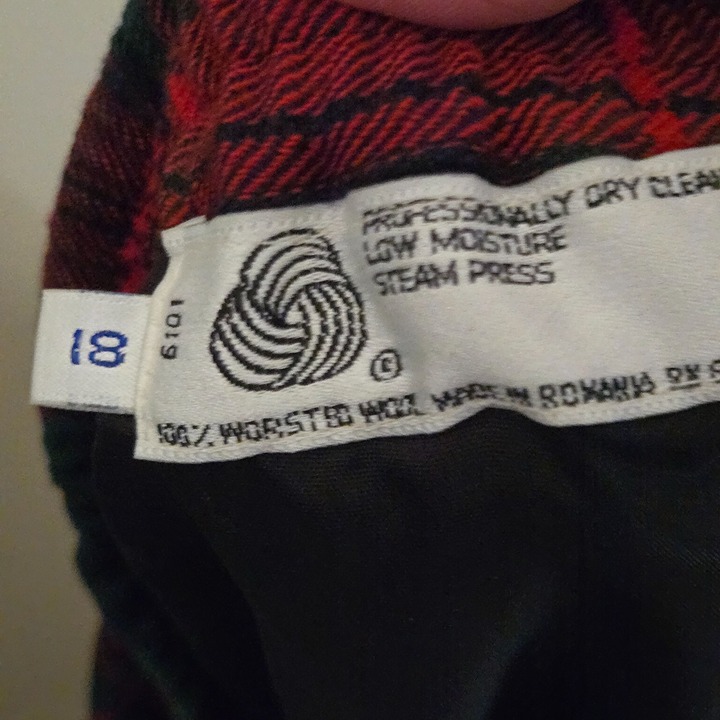 18
6101
PROFESSIONALLY DRY CLEAN
LOW MOISTURE
STEAM PRESS
©
100% WORSTED WOOL MADE IN ROMANIA